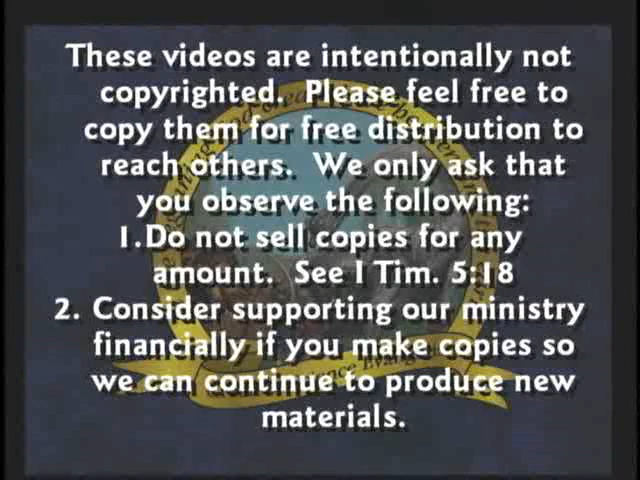 These videos are intentionally not
copyrighted. Please feel free to
copy them for free distribution to
reach others. We only ask that
you observe the following:
1.Do not sell copies for any
amount. See I Tim. 5:18
2. Consider supporting our ministry
financially if you make copies so
we can continue to produce new
materials.